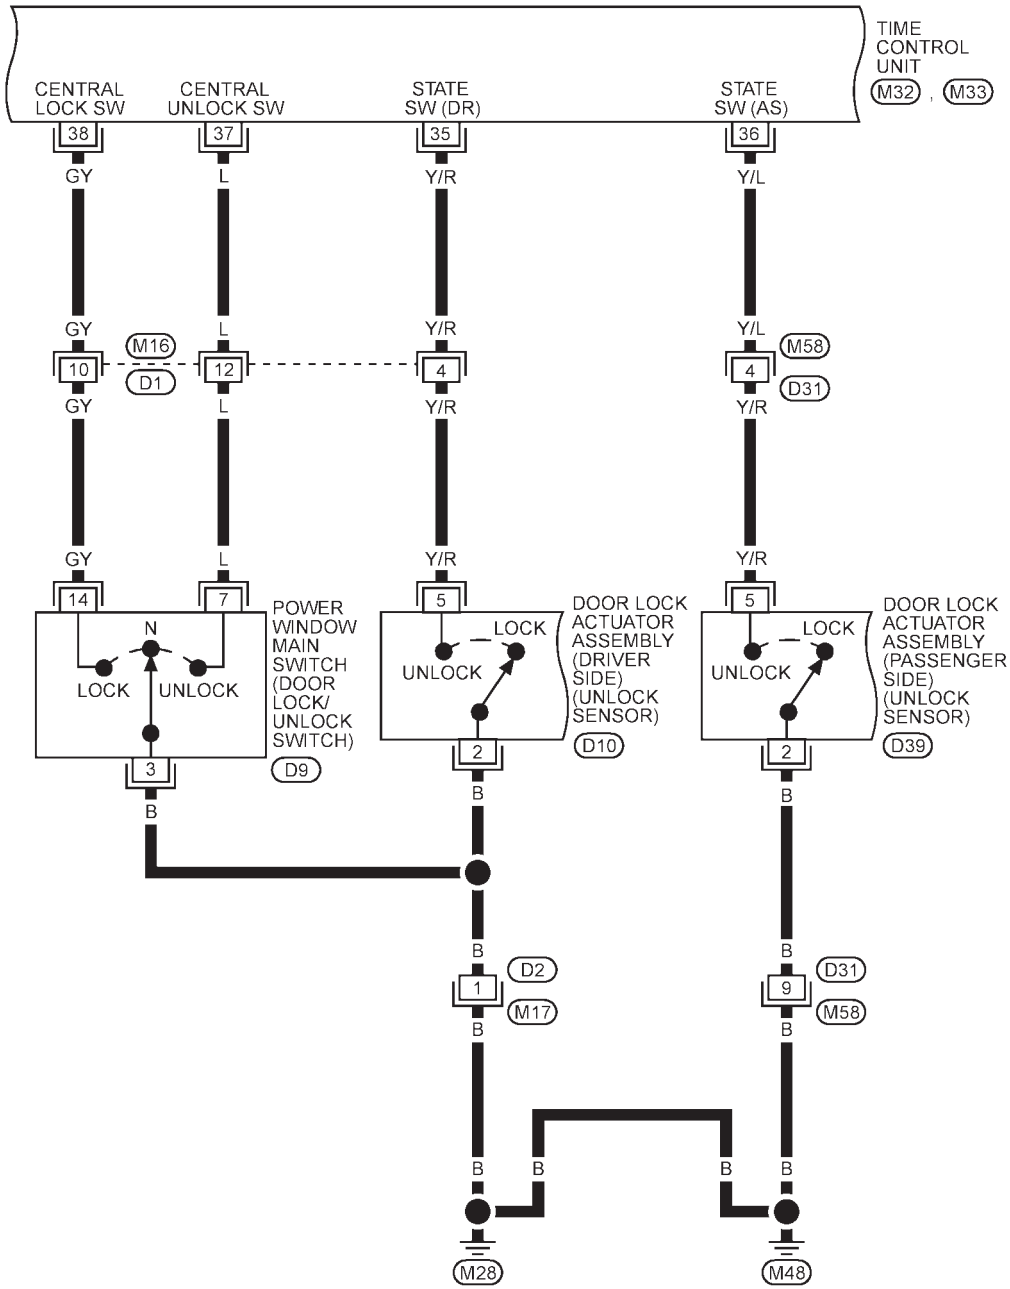 TIME
CONTROL
UNIT
M32 , M33
CENTRAL
LOCK SW
CENTRAL
UNLOCK SW
STATE
SW (DR)
STATE
SW (AS)
38
37
35
36
GY
L
Y/R
Y/L
GY
L
Y/R
Y/L
M16
M58
10
12
4
4
D1
D31
GY
L
Y/R
Y/R
GY
L
Y/R
Y/R
14
7
5
5
POWER
WINDOW
MAIN
SWITCH
(DOOR
LOCK/
UNLOCK
SWITCH)
D9
N
LOCK
UNLOCK
3
DOOR LOCK
ACTUATOR
ASSEMBLY
(DRIVER
SIDE)
(UNLOCK
SENSOR)
D10
LOCK
UNLOCK
2
DOOR LOCK
ACTUATOR
ASSEMBLY
(PASSENGER
SIDE)
(UNLOCK
SENSOR)
D39
LOCK
UNLOCK
2
B
B
B
B
B
D2
D31
1
9
M17
M58
B
B
B
B
B
B
M28
M48